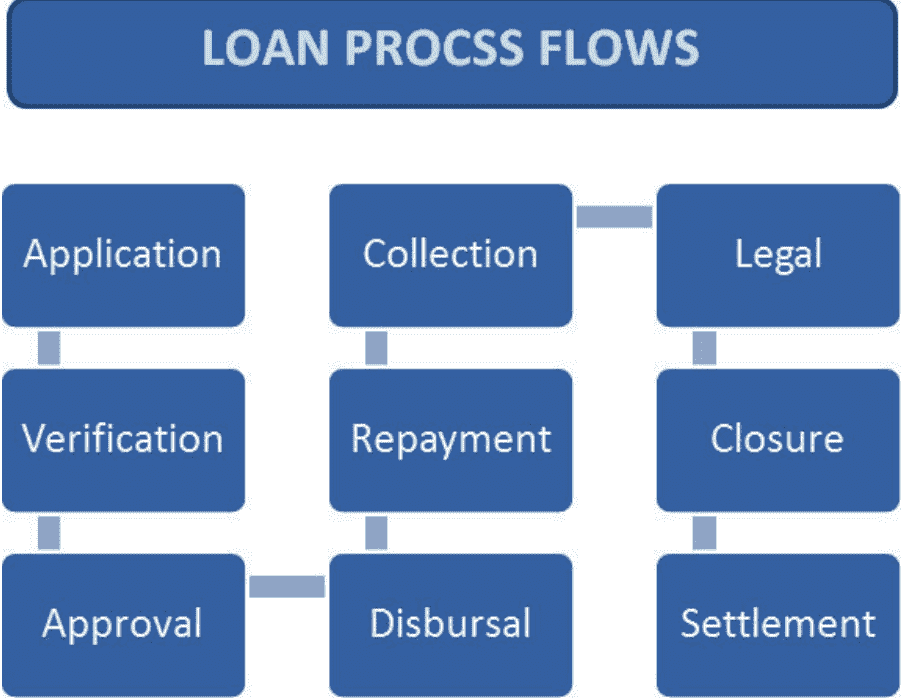 LOAN PROCSS FLOWS
Application
Verification
Approval
Disbursal
Repayment
Collection
Legal
Closure
Settlement